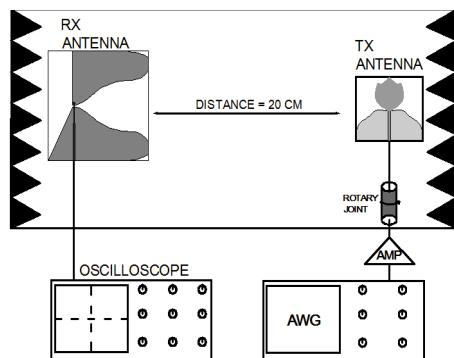 RX
ANTENNA
TX
ANTENNA
DISTANCE = 20 CM
ROTARY
JOINT
AMP
OSCILLOSCOPE
AWG